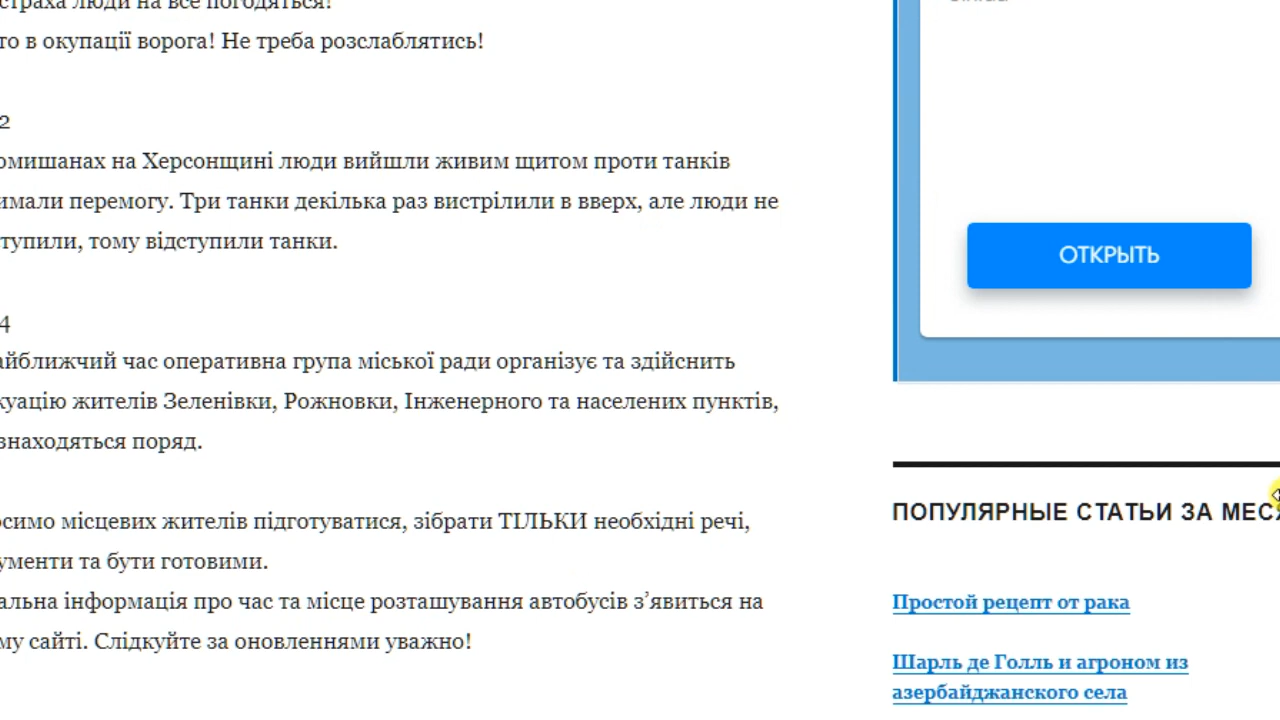 страха люди на все погодяться!
то в окупації ворога! Не треба розслаблятись!
2
омишанах на Херсонщині люди вийшли живим щитом проти танків
имали перемогу. Три танки декілька раз вистрілили в вверх, але люди не
тупили, тому відступили танки.
4
айближчий час оперативна група міської ради організує та здійснить
куацію жителів Зеленівки, Рожновки, Інженерного та населених пунктів,
знаходяться поряд.
осимо місцевих жителів підготуватися, зібрати ТІЛЬКИ необхідні речі,
ументи та бути готовими.
альна інформація про час та місце розташування автобусів з’явиться на
му сайті. Слідкуйте за оновленнями уважно!
ОТКРЫТЬ
ПОПУЛЯРНЫЕ СТАТЬИ ЗА МЕСЯ
Простой рецепт от рака
Шарль де Голль и агроном из
азербайджанского села